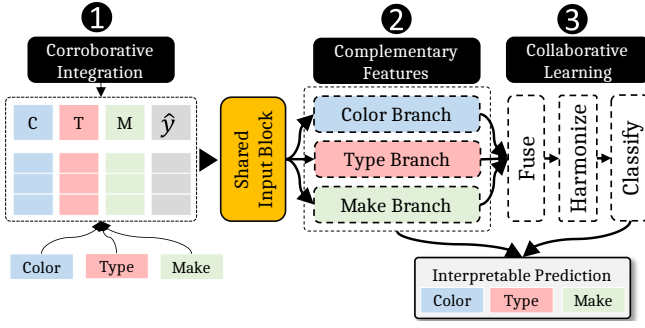 1
2
3
Corroborative
Integration
Complementary
Features
Collaborative
Learning
C T M ŷ
Shared
Input Block
Color Branch
Type Branch
Make Branch
Fuse
Harmonize
Classify
Color Type Make
Interpretable Prediction
Color Type Make